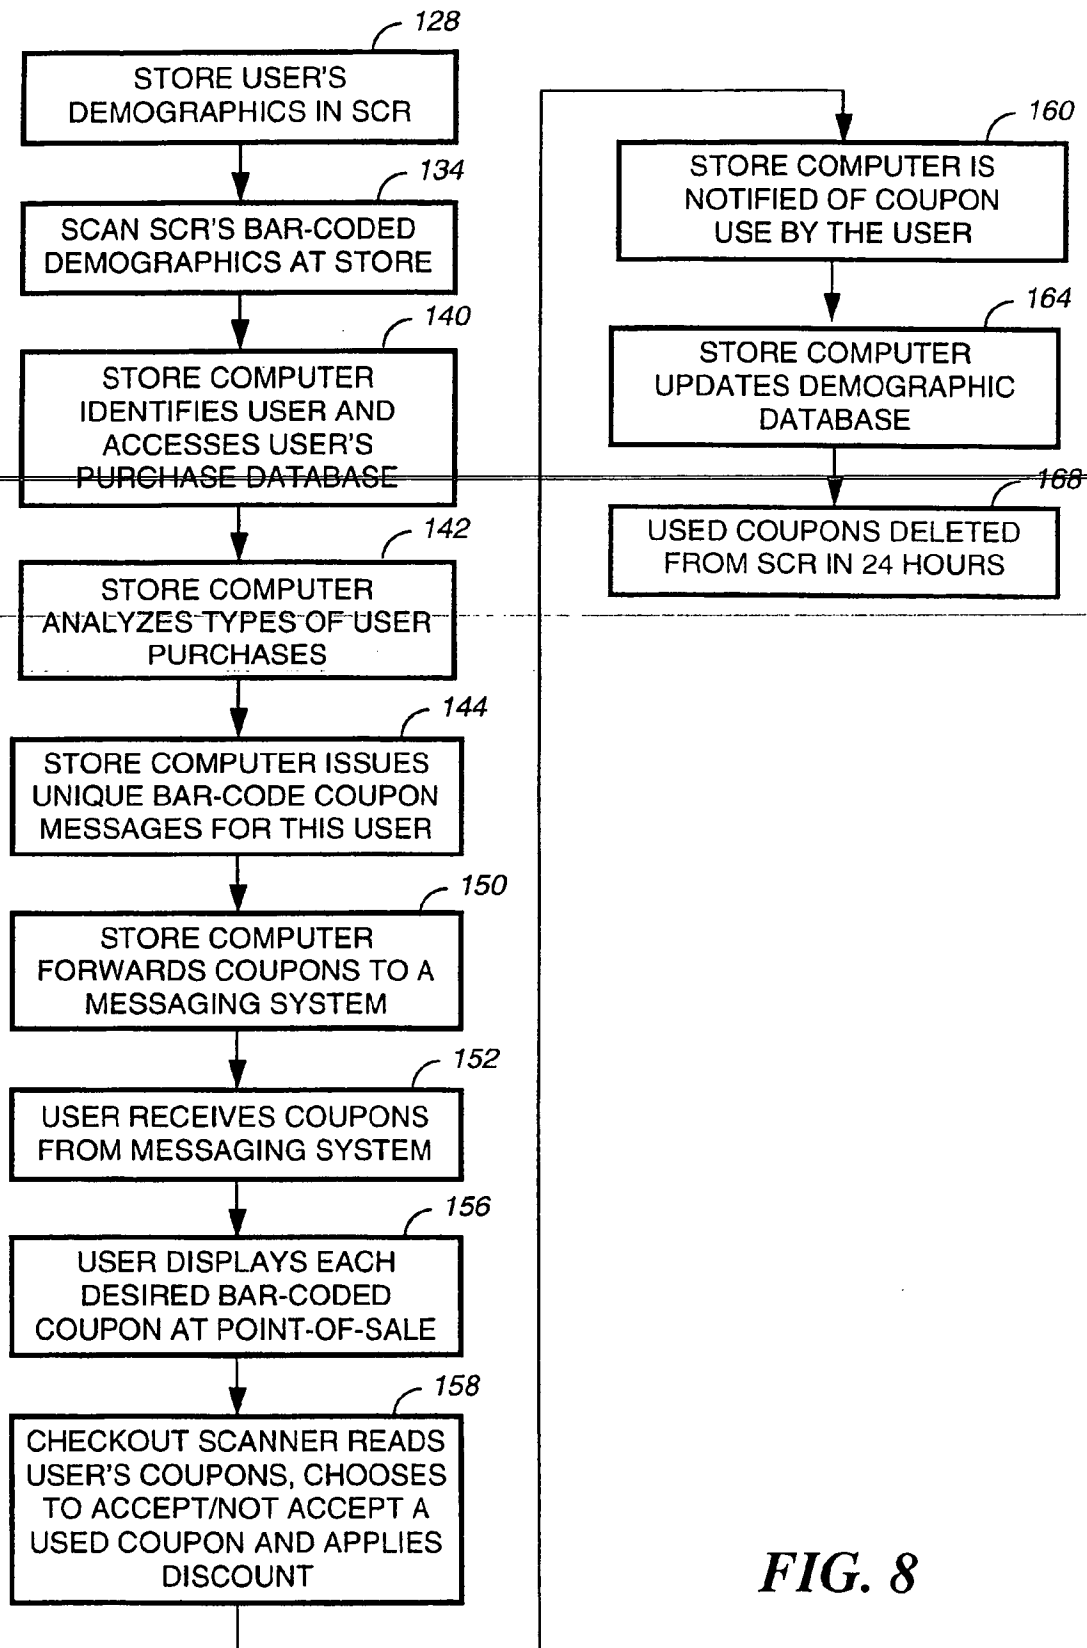 128
STORE USER'S
DEMOGRAPHICS IN SCR
134
SCAN SCR'S BAR-CODED
DEMOGRAPHICS AT STORE
140
STORE COMPUTER
IDENTIFIES USER AND
ACCESSES USER'S
PURCHASE DATABASE
142
STORE COMPUTER
ANALYZES TYPES OF USER
PURCHASES
144
STORE COMPUTER ISSUES
UNIQUE BAR-CODE COUPON
MESSAGES FOR THIS USER
150
STORE COMPUTER
FORWARDS COUPONS TO A
MESSAGING SYSTEM
152
USER RECEIVES COUPONS
FROM MESSAGING SYSTEM
156
USER DISPLAYS EACH
DESIRED BAR-CODED
COUPON AT POINT-OF-SALE
158
CHECKOUT SCANNER READS
USER'S COUPONS, CHOOSES
TO ACCEPT/NOT ACCEPT A
USED COUPON AND APPLIES
DISCOUNT
160
STORE COMPUTER IS
NOTIFIED OF COUPON
USE BY THE USER
164
STORE COMPUTER
UPDATES DEMOGRAPHIC
DATABASE
168
USED COUPONS DELETED
FROM SCR IN 24 HOURS
FIG. 8